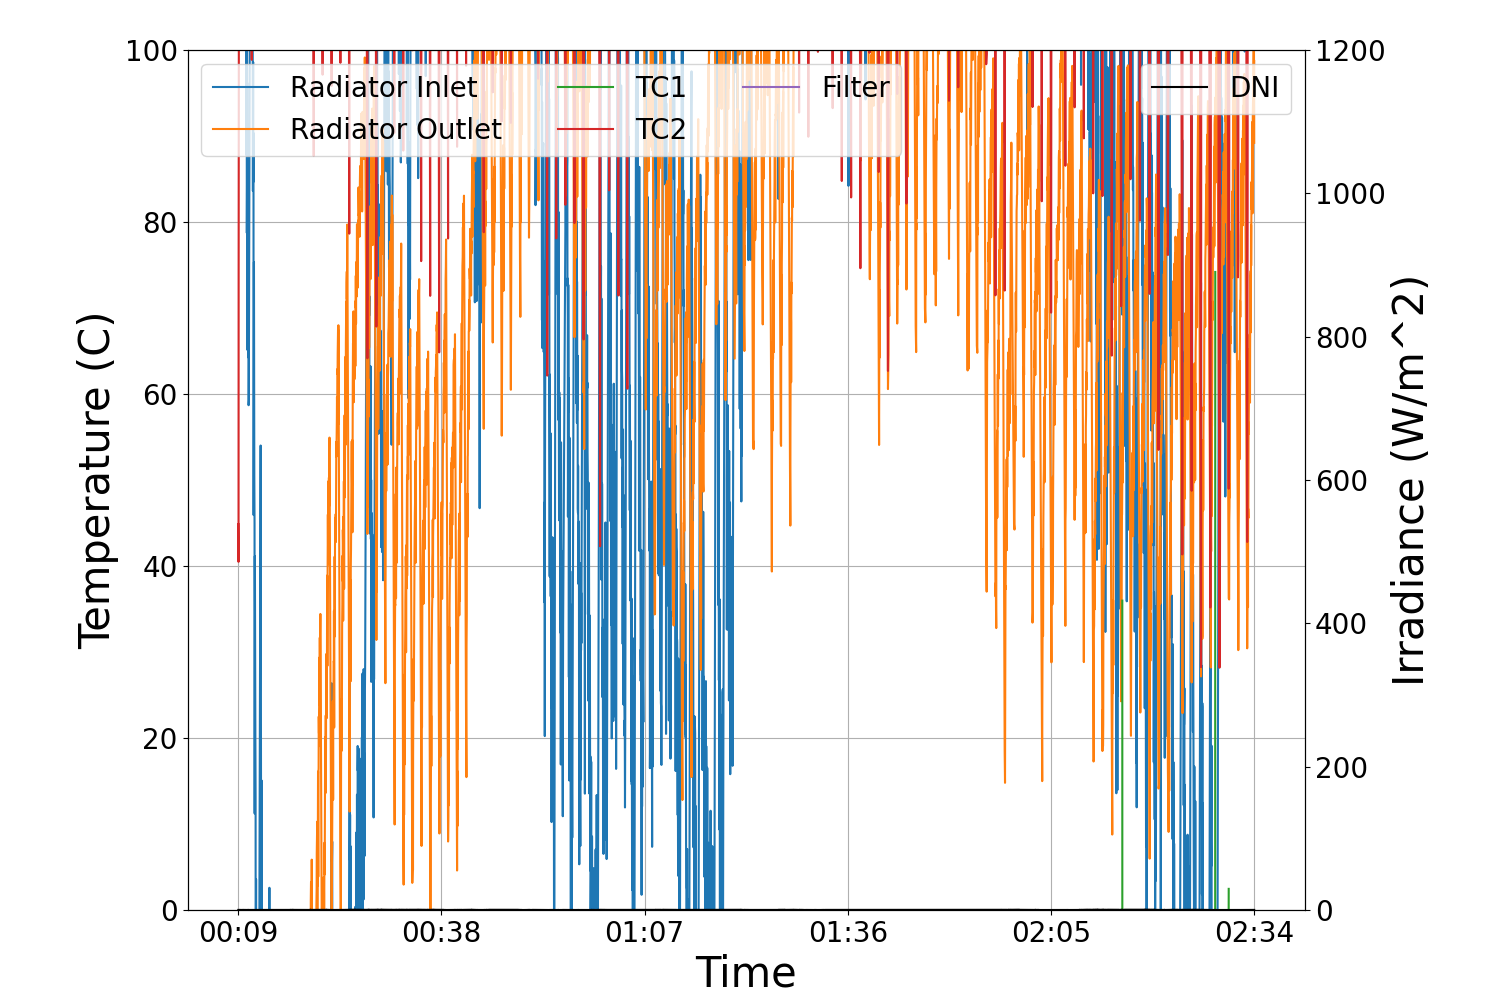 100
80
60
40
20
0
Temperature (C)
Radiator Inlet
Radiator Outlet
TC1
TC2
Filter
DNI
1200
1000
800
600
400
200
0
Irradiance (W/m^2)
00:09 00:38 01:07 01:36 02:05 02:34
Time